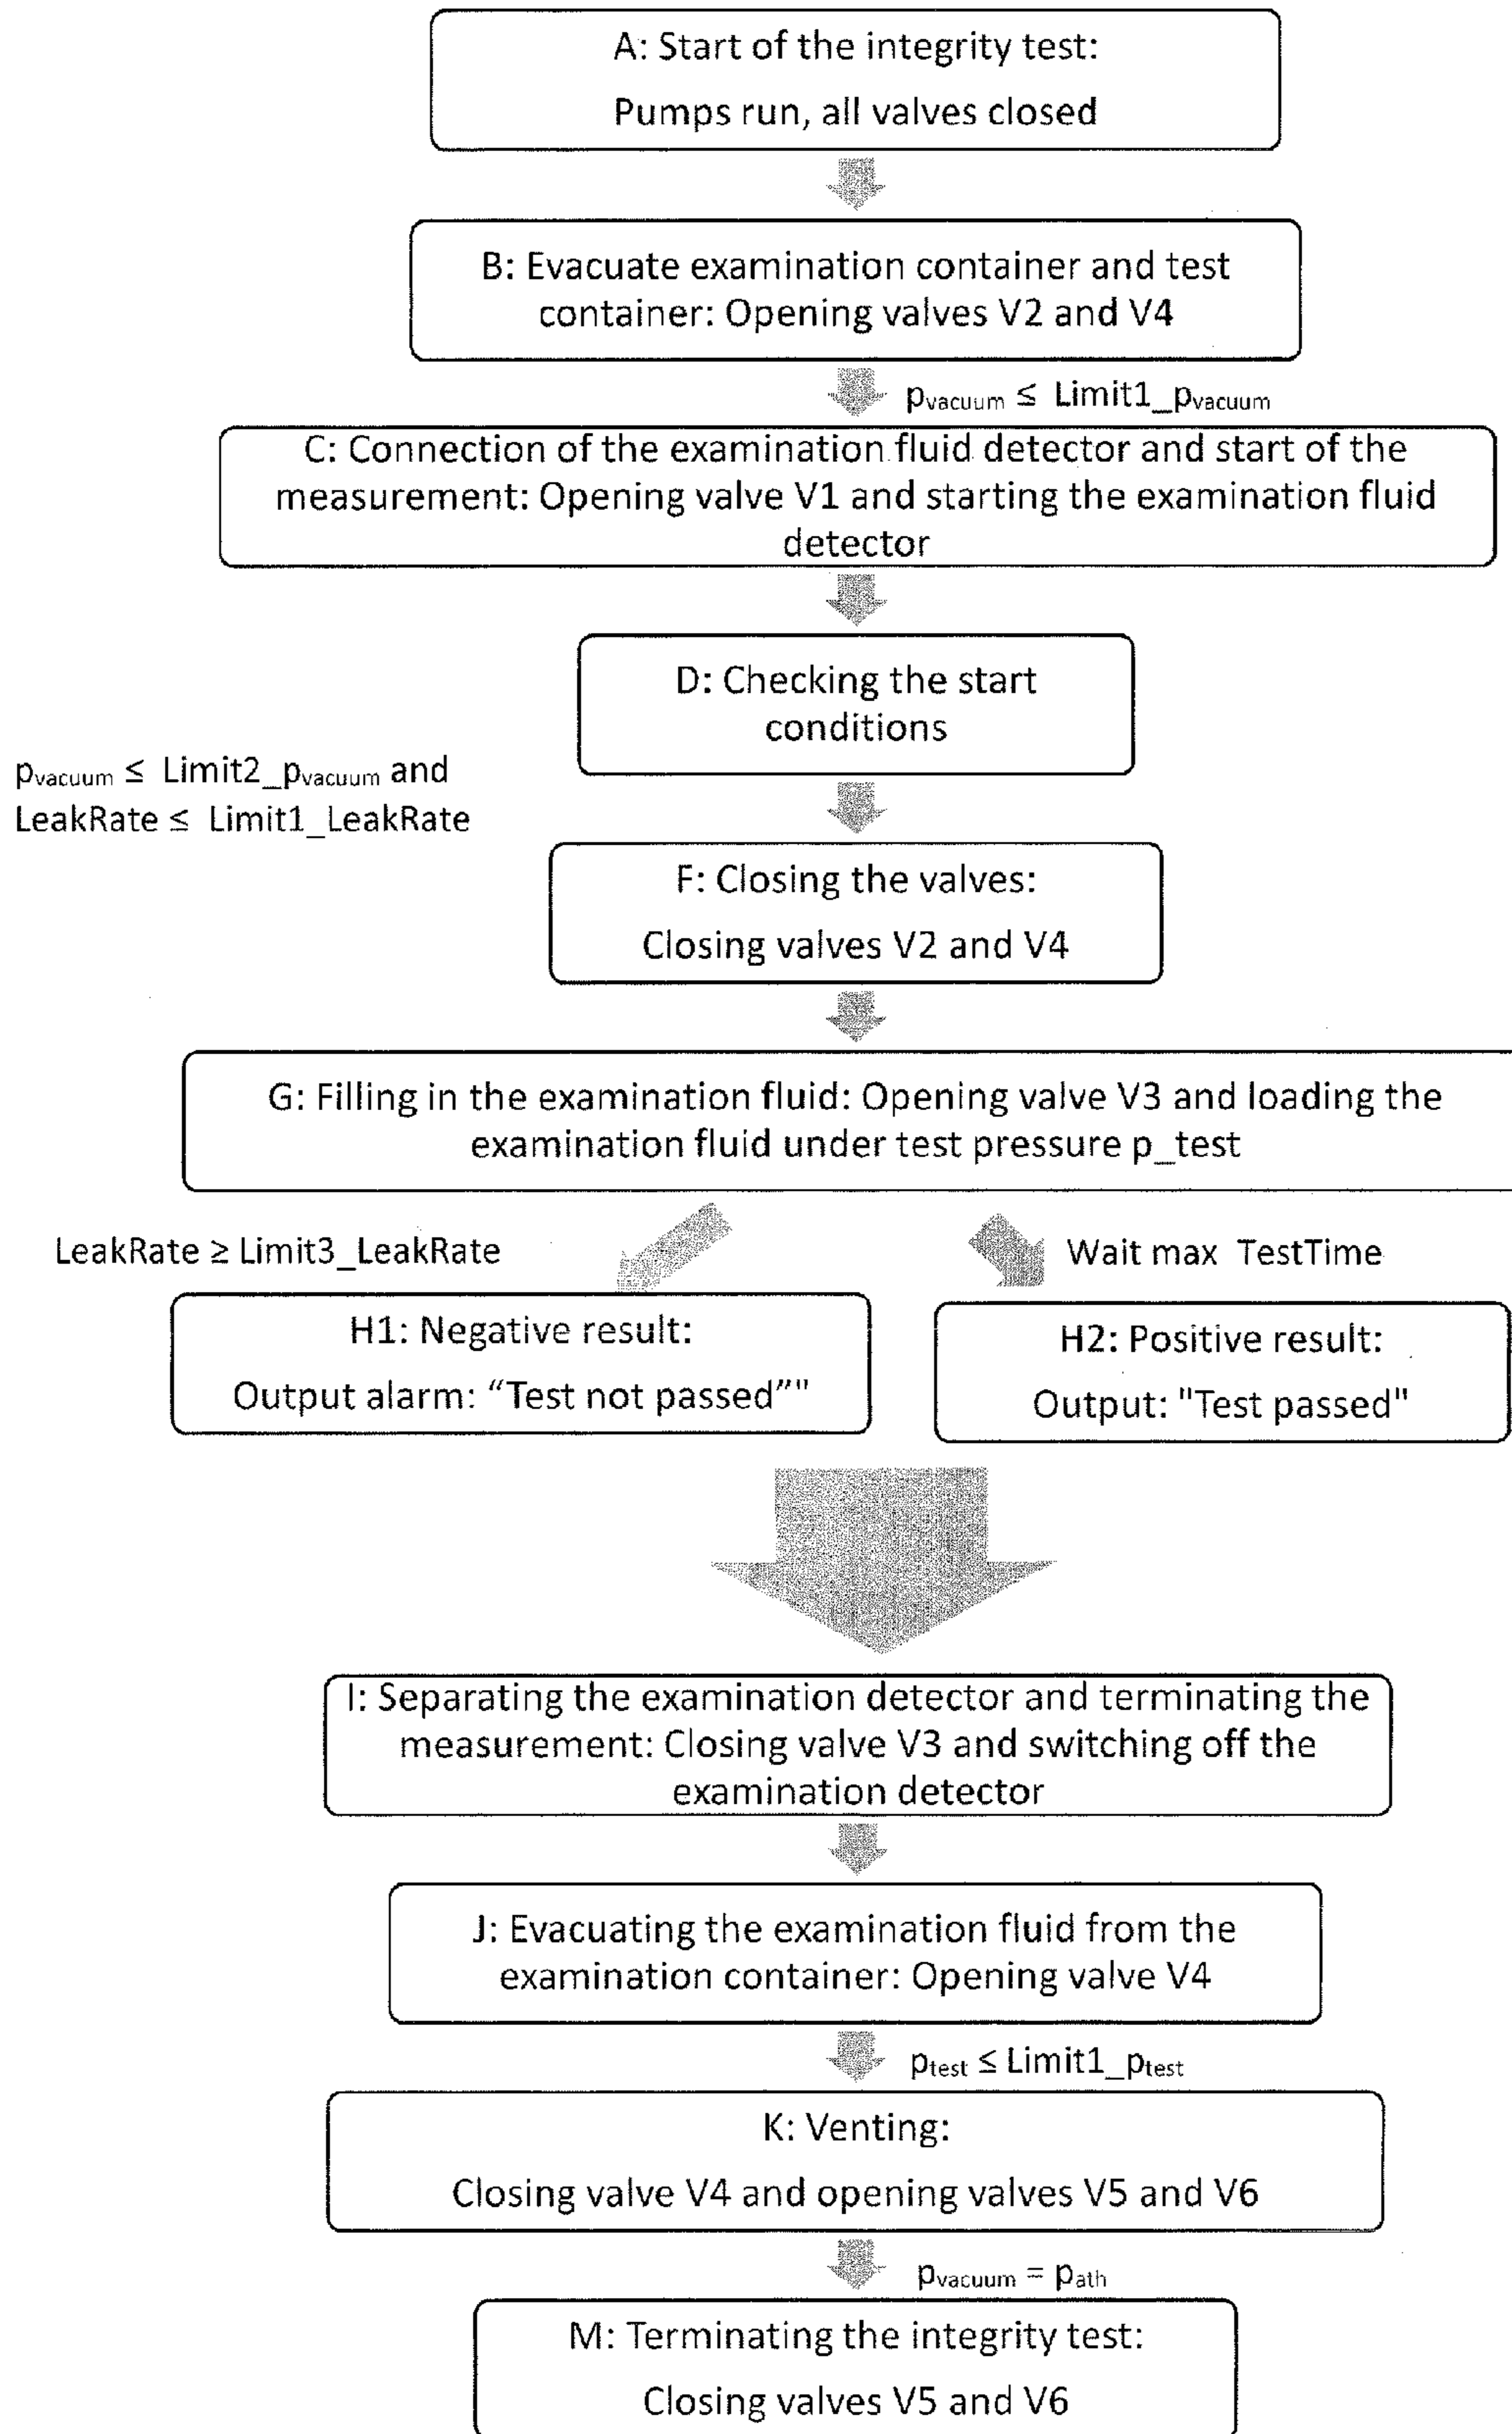 A: Start of the integrity test:
Pumps run, all valves closed
B: Evacuate examination container and test
container: Opening valves V2 and V4
pvacuum ≤ Limit1_pvacuum
C: Connection of the examination fluid detector and start of the
measurement: Opening valve V1 and starting the examination fluid
detector
D: Checking the start
conditions
pvacuum ≤ Limit2_pvacuum and
LeakRate ≤ Limit1_LeakRate
F: Closing the valves:
Closing valves V2 and V4
G: Filling in the examination fluid: Opening valve V3 and loading the
examination fluid under test pressure p_test
LeakRate ≥ Limit3_LeakRate
Wait max TestTime
H1: Negative result:
Output alarm: “Test not passed”"
H2: Positive result:
Output: "Test passed"
I: Separating the examination detector and terminating the
measurement: Closing valve V3 and switching off the
examination detector
J: Evacuating the examination fluid from the
examination container: Opening valve V4
ptest ≤ Limit1_ptest
K: Venting:
Closing valve V4 and opening valves V5 and V6
pvacuum = path
M: Terminating the integrity test:
Closing valves V5 and V6